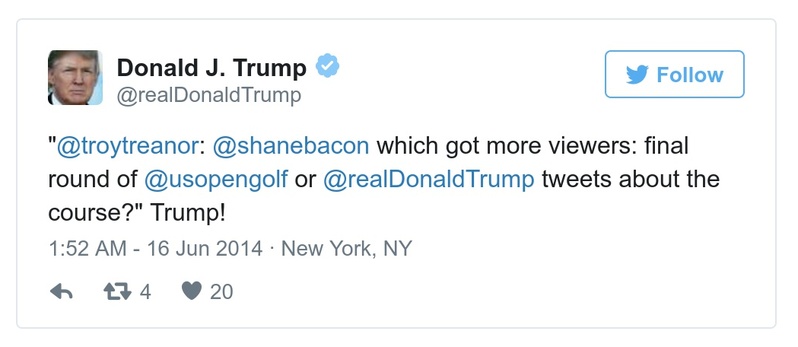 Donald J. Trump
@realDonaldTrump
Follow
"@troytreanor: @shanebacon which got more viewers: final
round of @usopengolf or @realDonaldTrump tweets about the
course?" Trump!
1:52 AM - 16 Jun 2014 · New York, NY
4 20